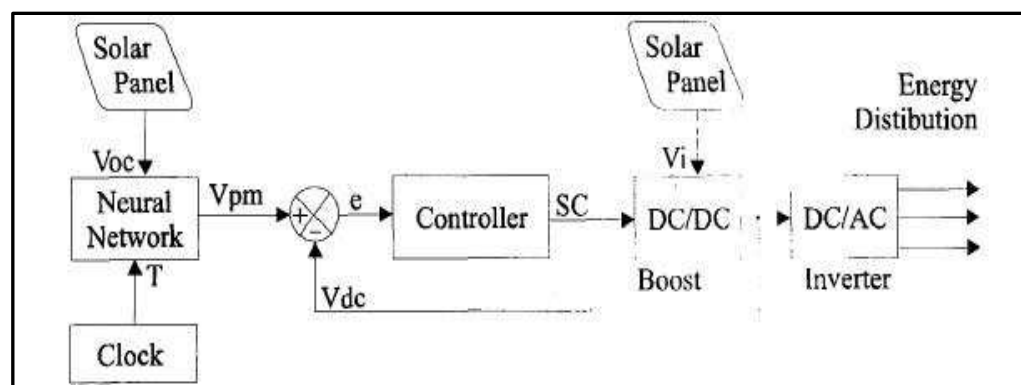 Solar
Panel
Solar
Panel
Energy
Distibution
Voc
Vi
Neural
Network
Vpm
+
−
e
Controller
SC
DC/DC
DC/AC
T
Vdc
Boost
Inverter
Clock